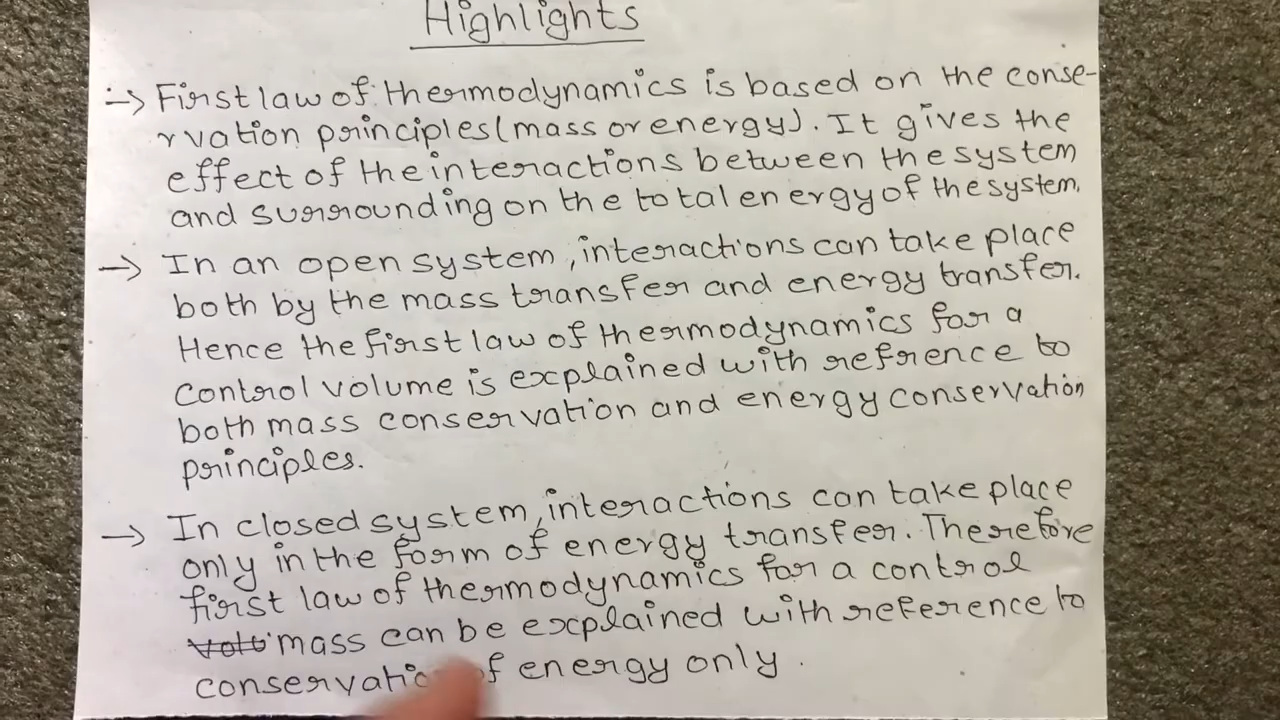 Highlights
→ First law of thermodynamics is based on the conse-
rvation principles (mass or energy). It gives the
effect of the interactions between the system
and surrounding on the total energy of the system.
→ In an open system, interactions can take place
both by the mass transfer and energy transfer.
Hence the first law of thermodynamics for a
control volume is explained with refrence to
both mass conservation and energy conservation
principles.
→ In closed system, interactions can take place
only in the form of energy transfer. Therefore
first law of thermodynamics for a control
mass can be explained with reference to
conservation of energy only.